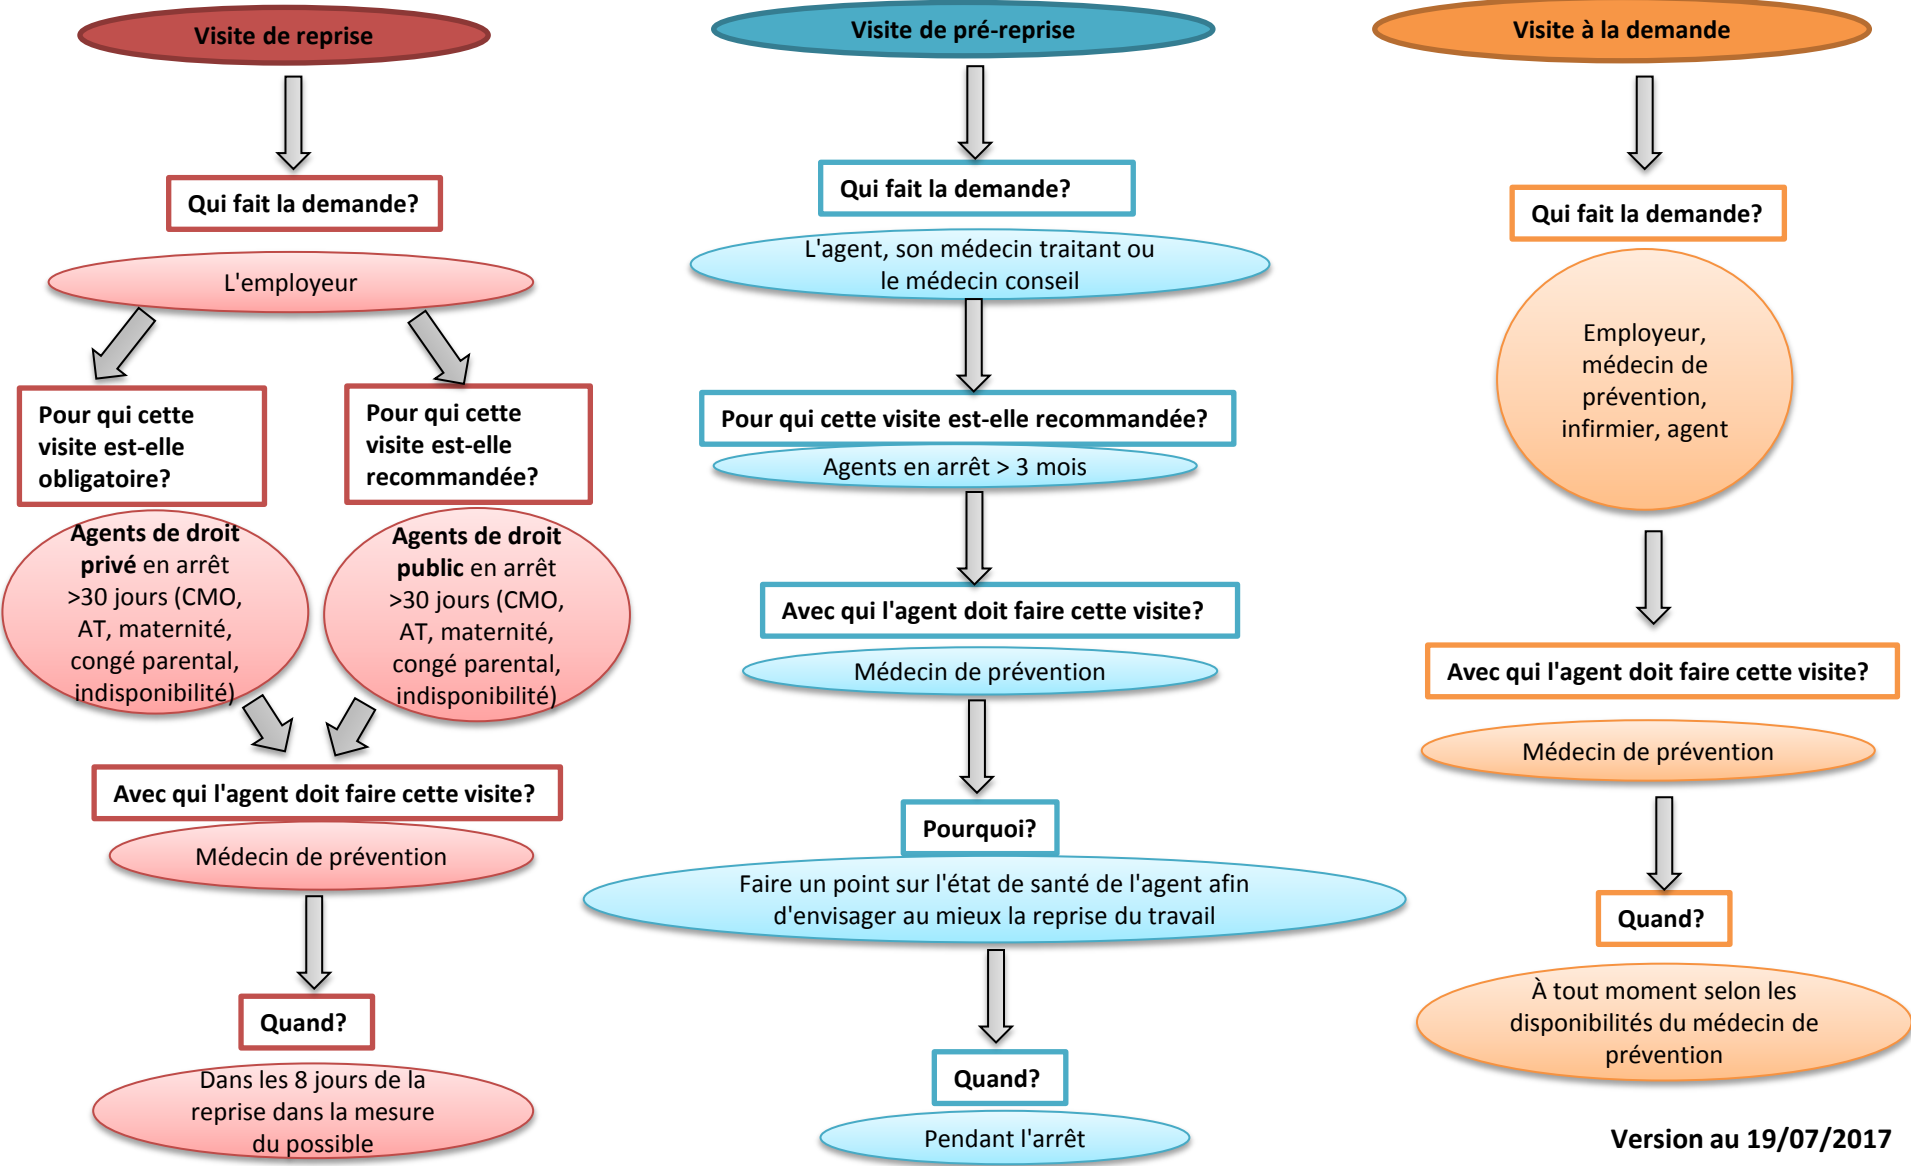 Visite de reprise
Qui fait la demande?
L'employeur
Pour qui cette
visite est-elle
obligatoire?
Agents de droit
privé en arrêt
>30 jours (CMO,
AT, maternité,
congé parental,
indisponibilité)
Pour qui cette
visite est-elle
recommandée?
Agents de droit
public en arrêt
>30 jours (CMO,
AT, maternité,
congé parental,
indisponibilité)
Avec qui l'agent doit faire cette visite?
Médecin de prévention
Quand?
Dans les 8 jours de la
reprise dans la mesure
du possible
Visite de pré-reprise
Qui fait la demande?
L'agent, son médecin traitant ou
le médecin conseil
Pour qui cette visite est-elle recommandée?
Agents en arrêt > 3 mois
Avec qui l'agent doit faire cette visite?
Médecin de prévention
Pourquoi?
Faire un point sur l'état de santé de l'agent afin
d'envisager au mieux la reprise du travail
Quand?
Pendant l'arrêt
Visite à la demande
Qui fait la demande?
Employeur,
médecin de
prévention,
infirmier, agent
Avec qui l'agent doit faire cette visite?
Médecin de prévention
Quand?
À tout moment selon les
disponibilités du médecin de
prévention
Version au 19/07/2017